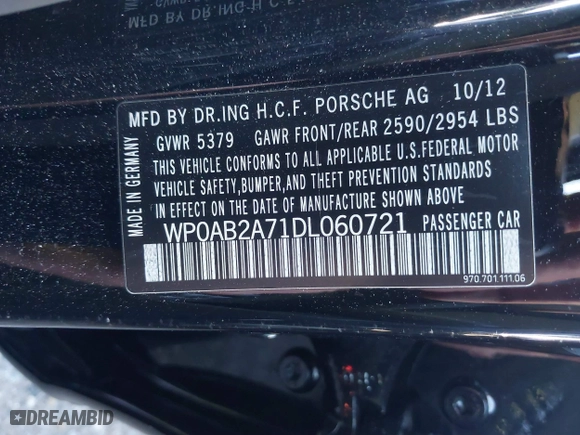 MFD BY DR.ING H.C.F. PORSCHE AG 10/12
GVWR 5379 GAWR FRONT/REAR 2590/2954 LBS
THIS VEHICLE CONFORMS TO ALL APPLICABLE U.S.FEDERAL MOTOR
VEHICLE SAFETY,BUMPER,AND THEFT PREVENTION STANDARDS
IN EFFECT ON THE DATE OF MANUFACTURE SHOWN ABOVE
WP0AB2A71DL060721 PASSENGER CAR
MADE IN GERMANY
970.701.111.06
DREAMBID